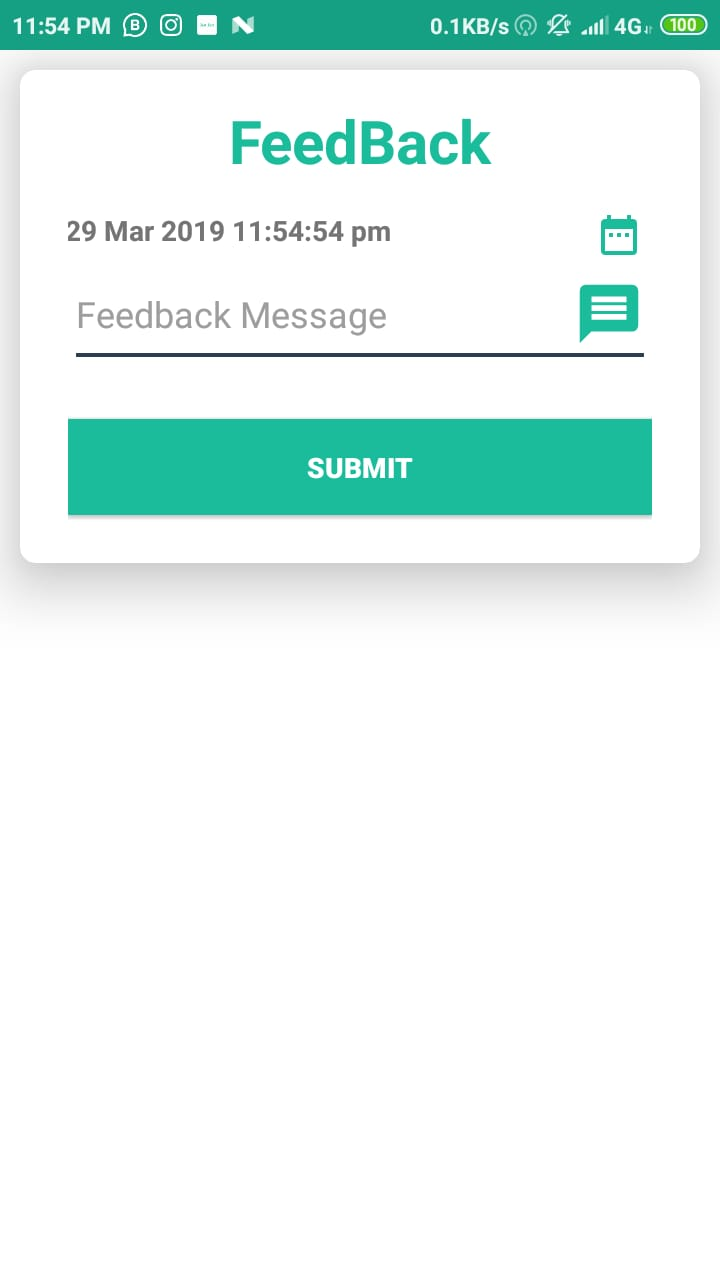 11:54 PM B 0.1KB/s 4G 100
FeedBack
29 Mar 2019 11:54:54 pm
Feedback Message
SUBMIT